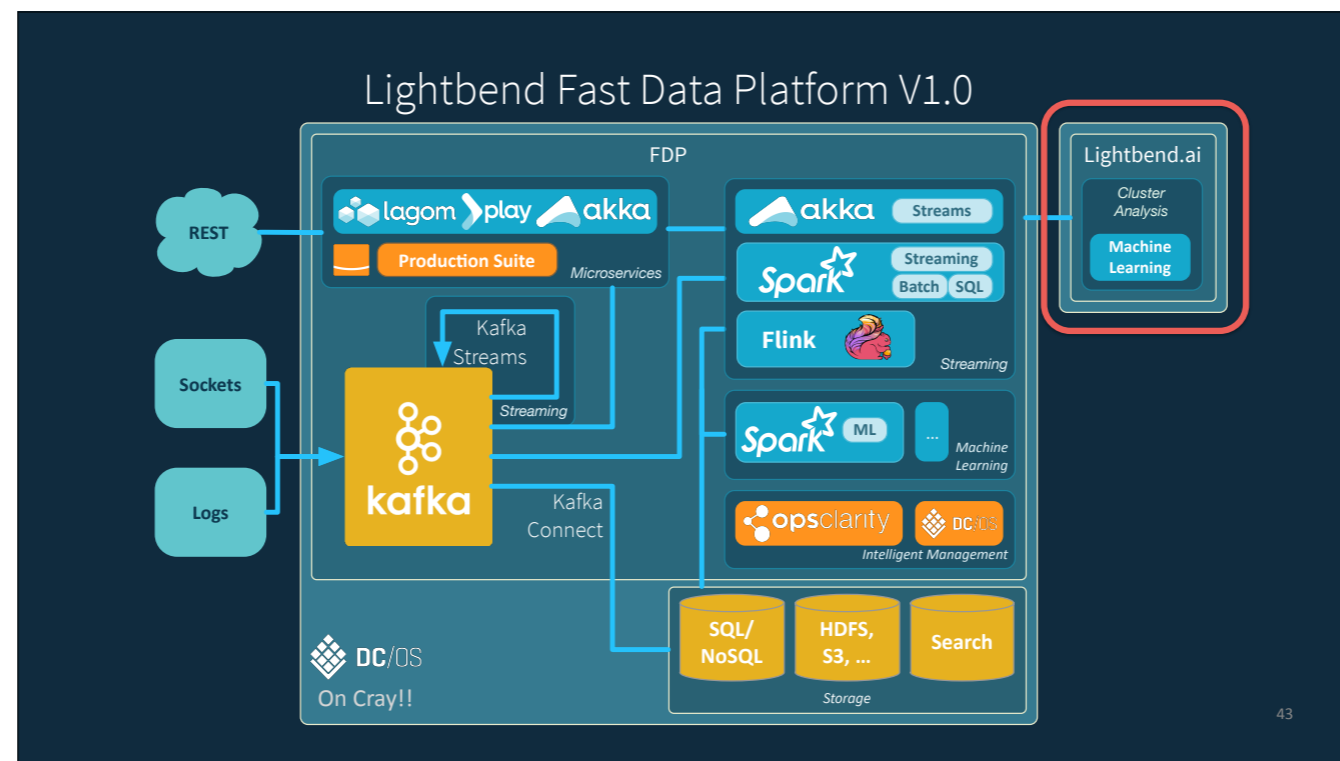 Lightbend Fast Data Platform V1.0
FDP
Lightbend.ai
Cluster
Analysis
Machine
Learning
REST
lagom play akka
Production Suite
Microservices
akka Streams
Spark
Streaming
Batch SQL
Flink
Streaming
Kafka
Streams
Streaming
Sockets
Logs
kafka
Kafka
Connect
Spark ML
...
Machine
Learning
opsclarity
DC/OS
Intelligent Management
SQL/
NoSQL
HDFS,
S3, ...
Search
Storage
DC/OS
On Cray!!
43